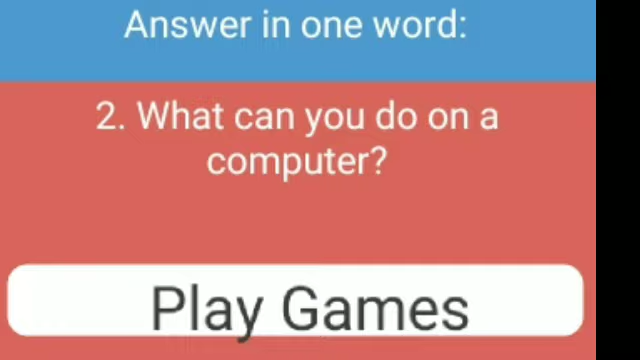 Answer in one word:
2. What can you do on a
computer?
Play Games